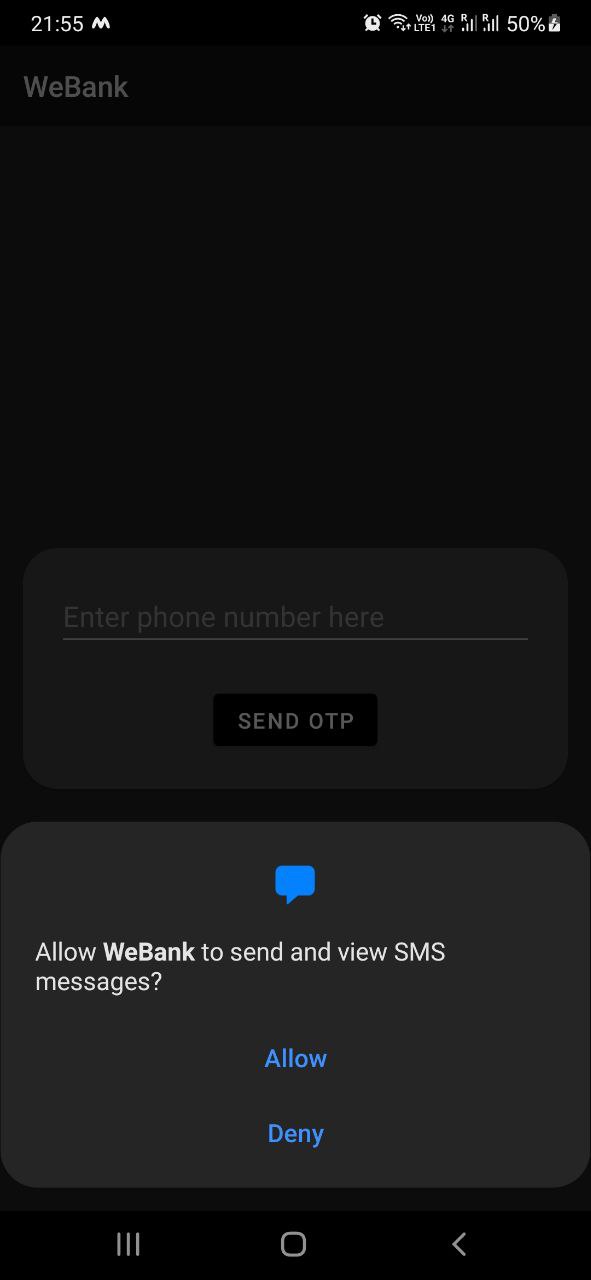 21:55
Vo)) 4G R R 50%
LTE1
WeBank
Enter phone number here
SEND OTP
Allow WeBank to send and view SMS
messages?
Allow
Deny